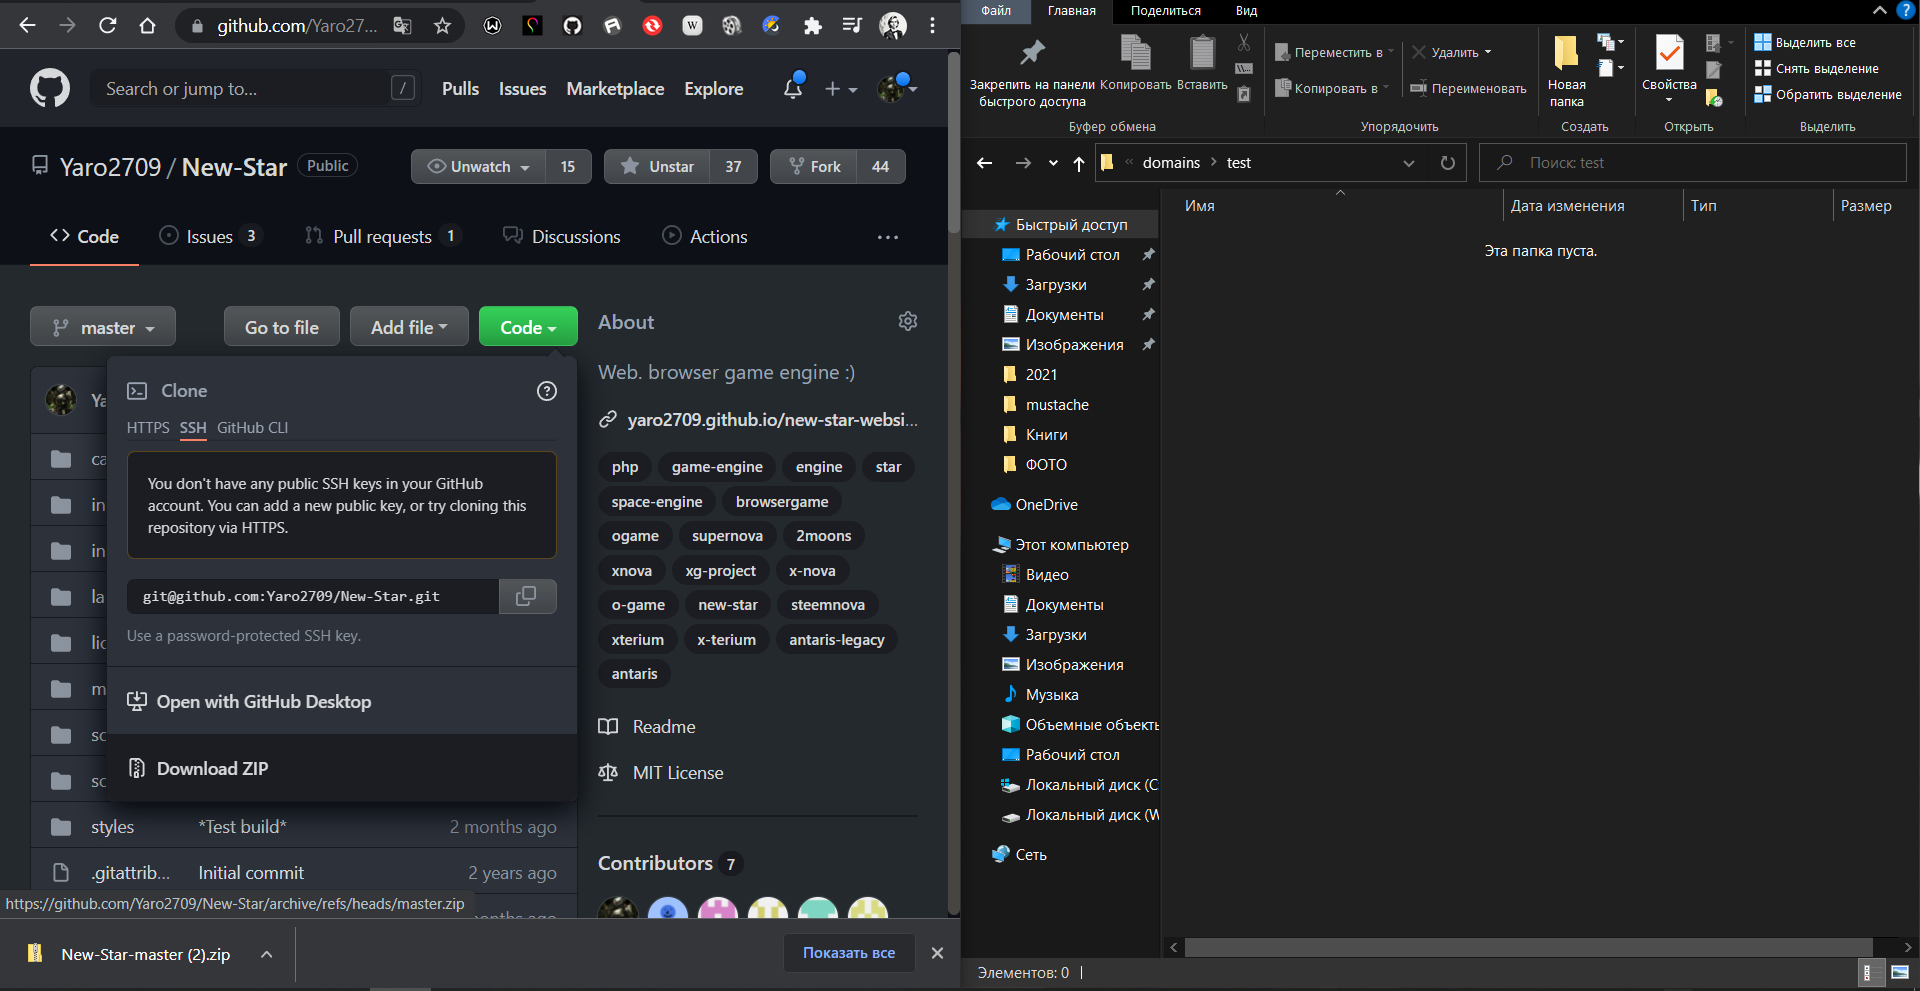 github.com/Yaro27...
Search or jump to...
/
Pulls
Issues
Marketplace
Explore
Yaro2709 / New-Star
Public
Unwatch
15
Unstar
37
Fork
44
Code
Issues 3
Pull requests 1
Discussions
Actions
master
Go to file
Add file
Code
Ya
Clone
HTTPS
SSH
GitHub CLI
You don't have any public SSH keys in your GitHub
account. You can add a new public key, or try cloning this
repository via HTTPS.
git@github.com:Yaro2709/New-Star.git
Use a password-protected SSH key.
Open with GitHub Desktop
Download ZIP
ca
in
in
la
lic
m
sc
sc
styles
*Test build*
2 months ago
.gitattrib...
Initial commit
2 years ago
https://github.com/Yaro2709/New-Star/archive/refs/heads/master.zip
About
Web. browser game engine :)
yaro2709.github.io/new-star-websi...
php
game-engine
engine
star
space-engine
browsergame
ogame
supernova
2moons
xnova
xg-project
x-nova
o-game
new-star
steemnova
xterium
x-terium
antaris-legacy
antaris
Readme
MIT License
Contributors 7
New-Star-master (2).zip
Показать все
Файл
Главная
Поделиться
Вид
Закрепить на панели
быстрого доступа
Копировать
Вставить
Буфер обмена
Переместить в
Копировать в
Удалить
Переименовать
Упорядочить
Новая
папка
Создать
Свойства
Открыть
Выделить все
Снять выделение
Обратить выделение
Выделить
« domains > test
Поиск: test
Имя
Дата изменения
Тип
Размер
Эта папка пуста.
Быстрый доступ
Рабочий стол
Загрузки
Документы
Изображения
2021
mustache
Книги
ФОТО
OneDrive
Этот компьютер
Видео
Документы
Загрузки
Изображения
Музыка
Объемные объекты
Рабочий стол
Локальный диск (C
Локальный диск (W
Сеть
Элементов: 0